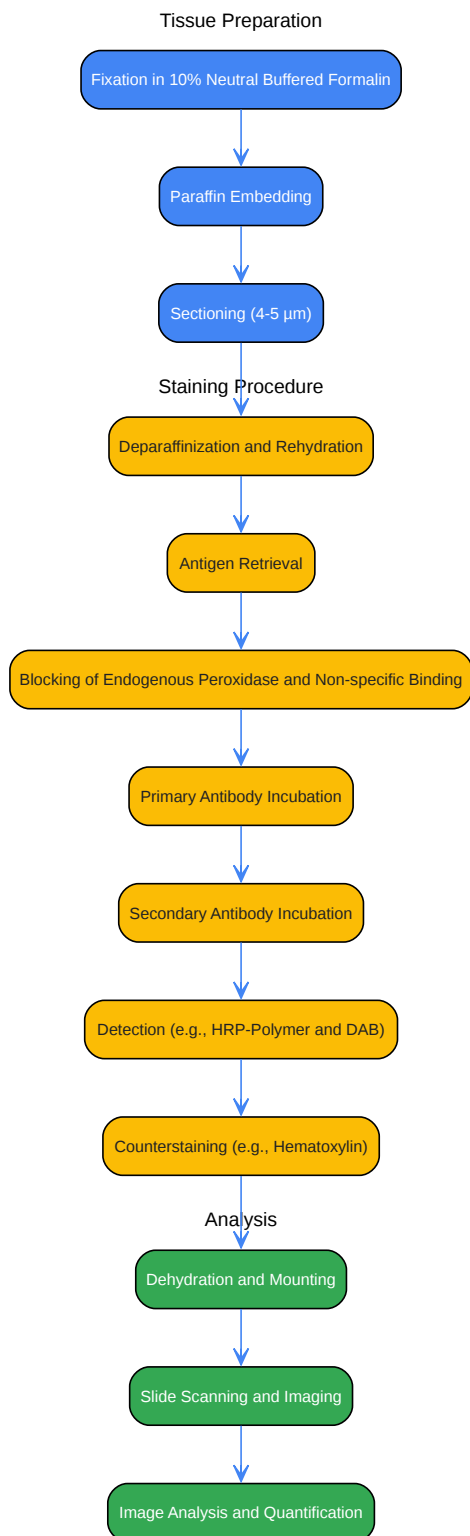 Tissue Preparation
Fixation in 10% Neutral Buffered Formalin
Paraffin Embedding
Sectioning (4-5 µm)
Staining Procedure
Deparaffinization and Rehydration
Antigen Retrieval
Blocking of Endogenous Peroxidase and Non-specific Binding
Primary Antibody Incubation
Secondary Antibody Incubation
Detection (e.g., HRP-Polymer and DAB)
Counterstaining (e.g., Hematoxylin)
Analysis
Dehydration and Mounting
Slide Scanning and Imaging
Image Analysis and Quantification